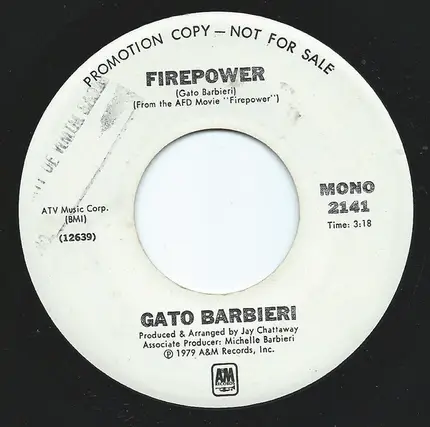 PROMOTION COPY — NOT FOR SALE
FIREPOWER
(Gato Barbieri)
(From the AFD Movie "Firepower")
MONO
2141
Time: 3:18
ATV Music Corp.
(BMI)
(12639)
GATO BARBIERI
Produced & Arranged by Jay Chattaway
Associate Producer: Michelle Barbieri
℗ 1979 A&M Records, Inc.
A&M